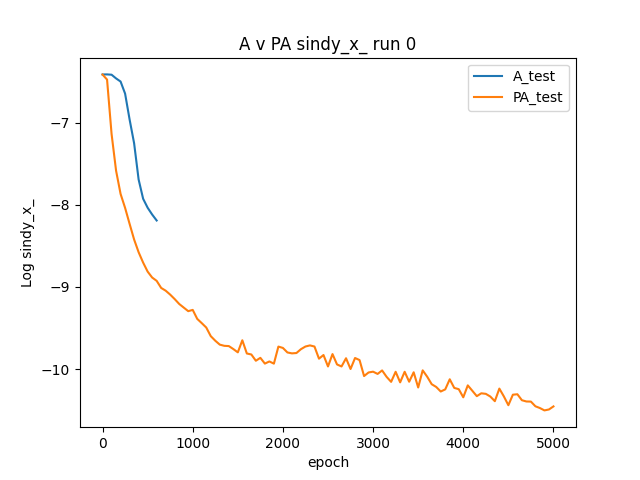 A v PA sindy_x_ run 0
A_test
PA_test
Log sindy_x_
−7
−8
−9
−10
0
1000
2000
3000
4000
5000
epoch